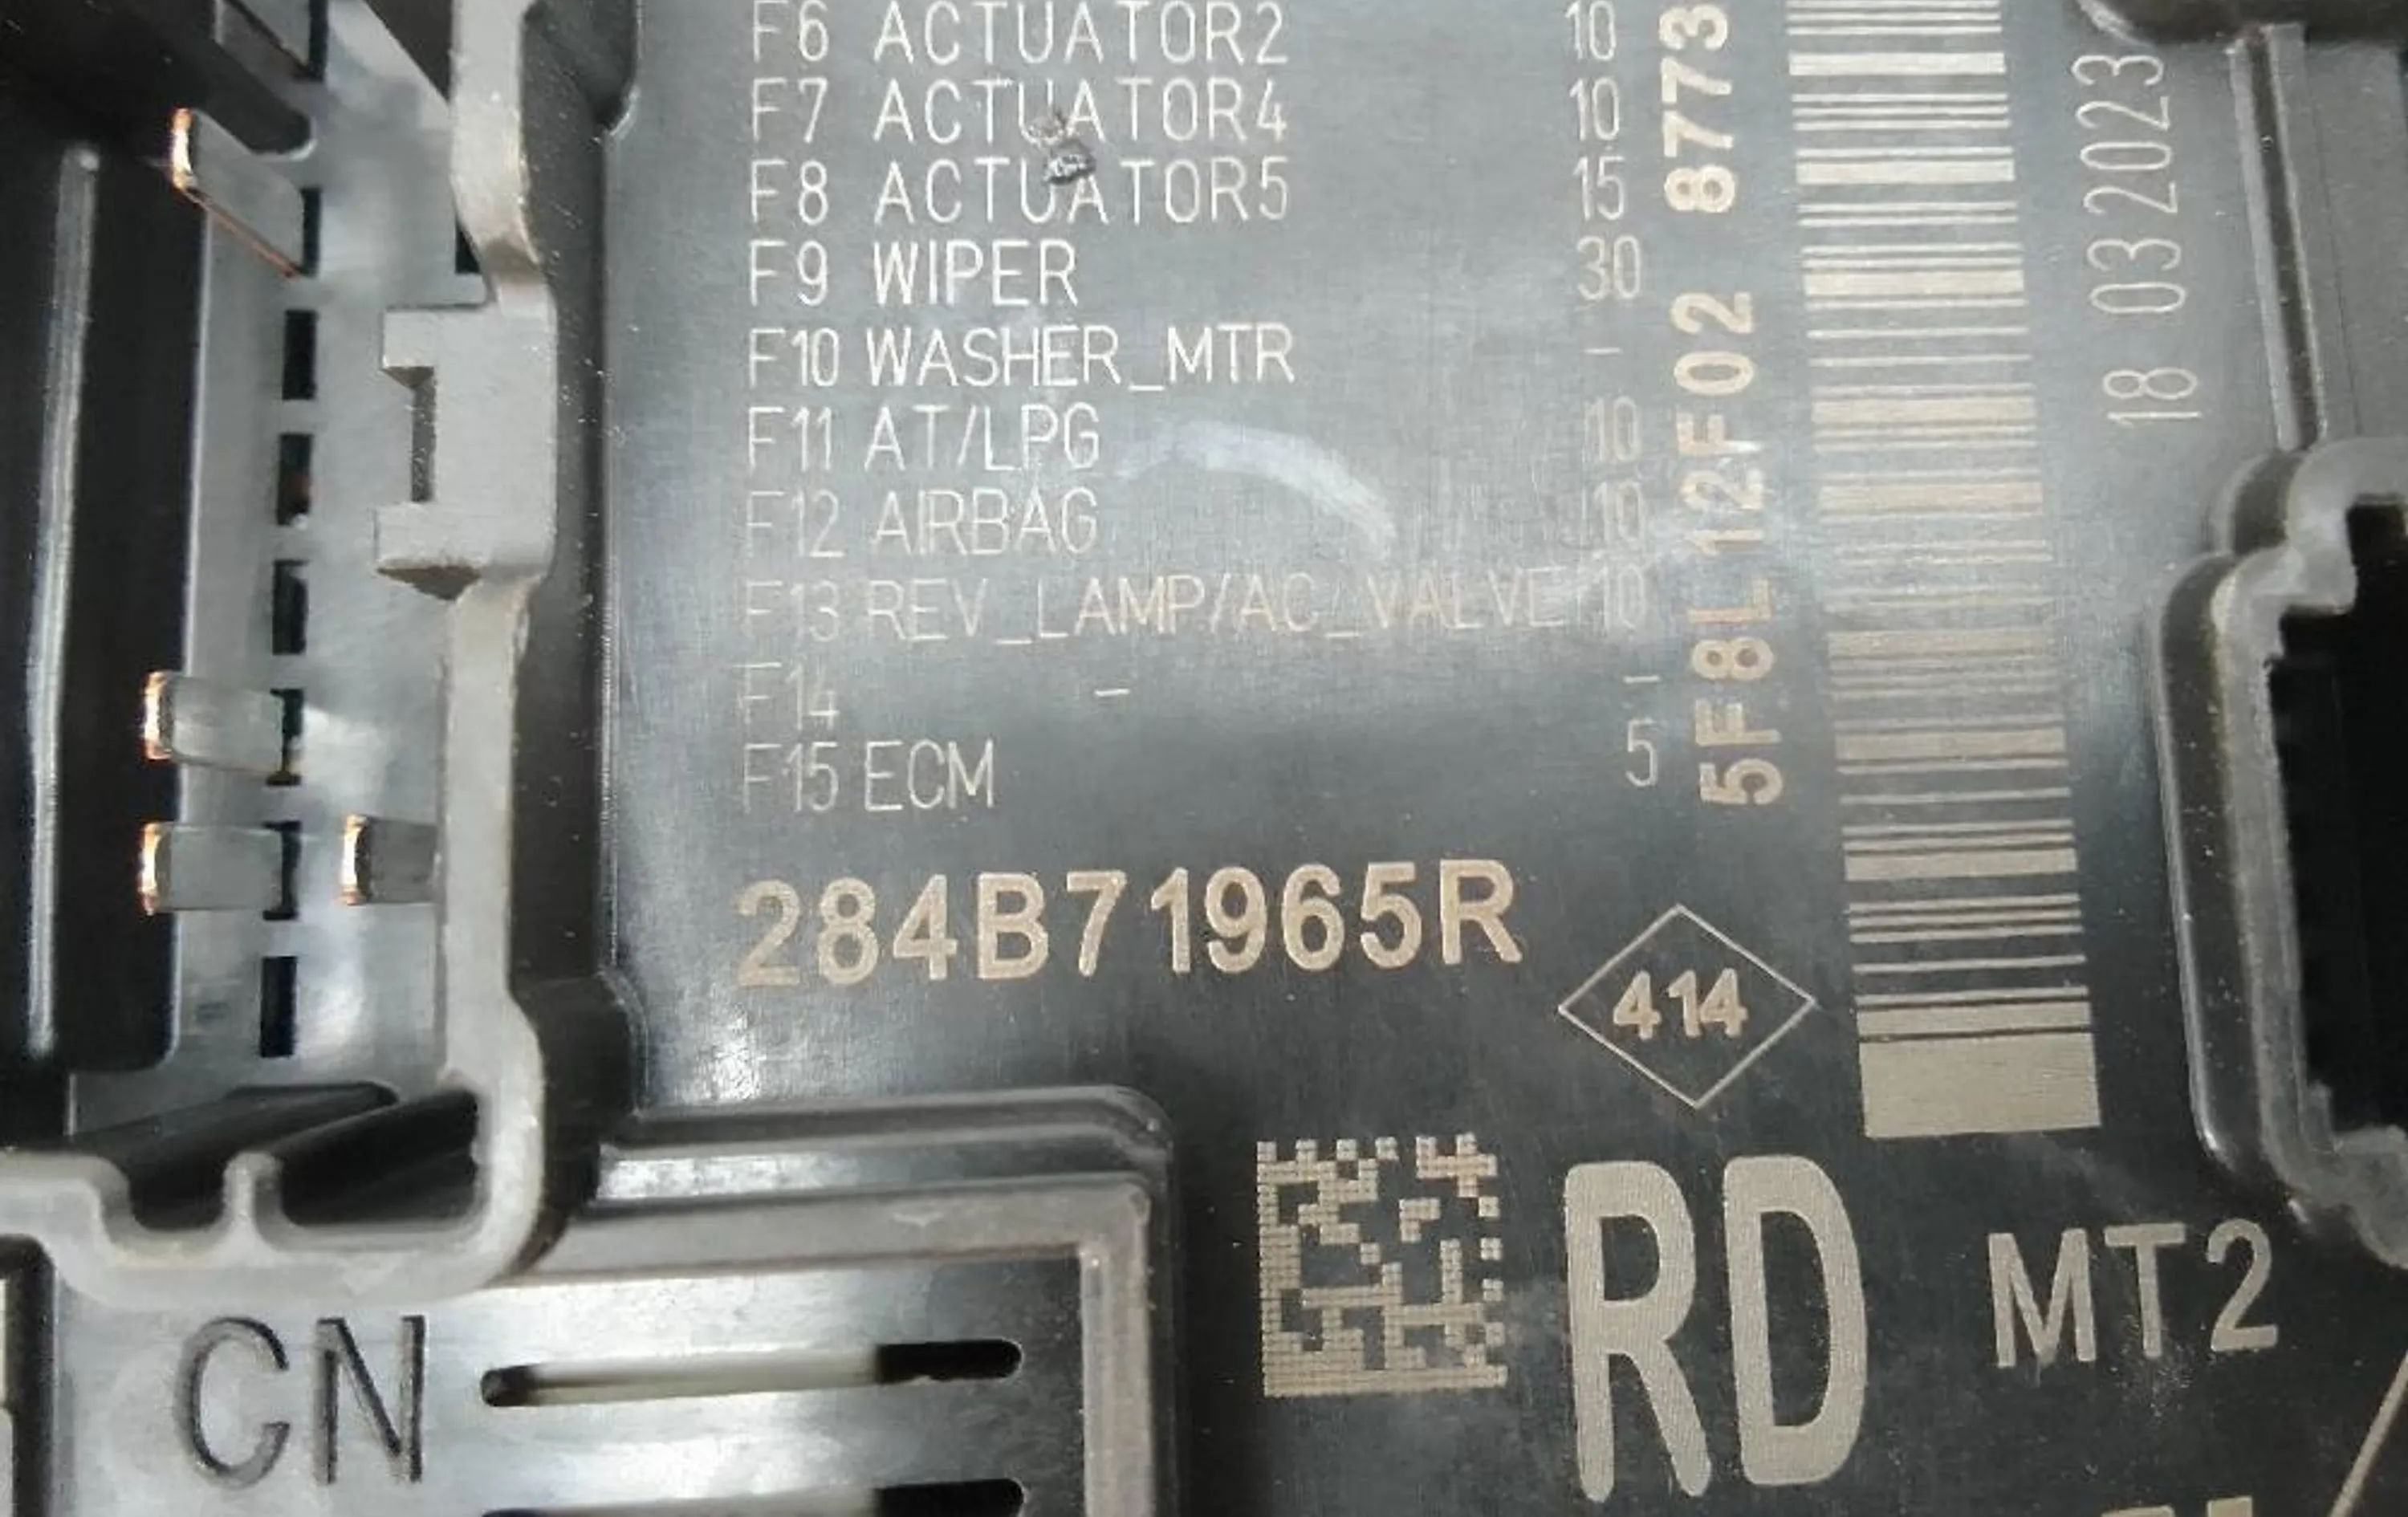 F6 ACTUATOR2 10
F7 ACTUATOR4 10
F8 ACTUATOR5 15
F9 WIPER 30
F10 WASHER_MTR -
F11 AT/LPG 10
F12 AIRBAG 10
F13 REV_LAMP/AC_VALVE 10
F14 - -
F15 ECM 5
5F8L12F02 8773
18 03 2023
284B71965R
414
RD
MT2
CN